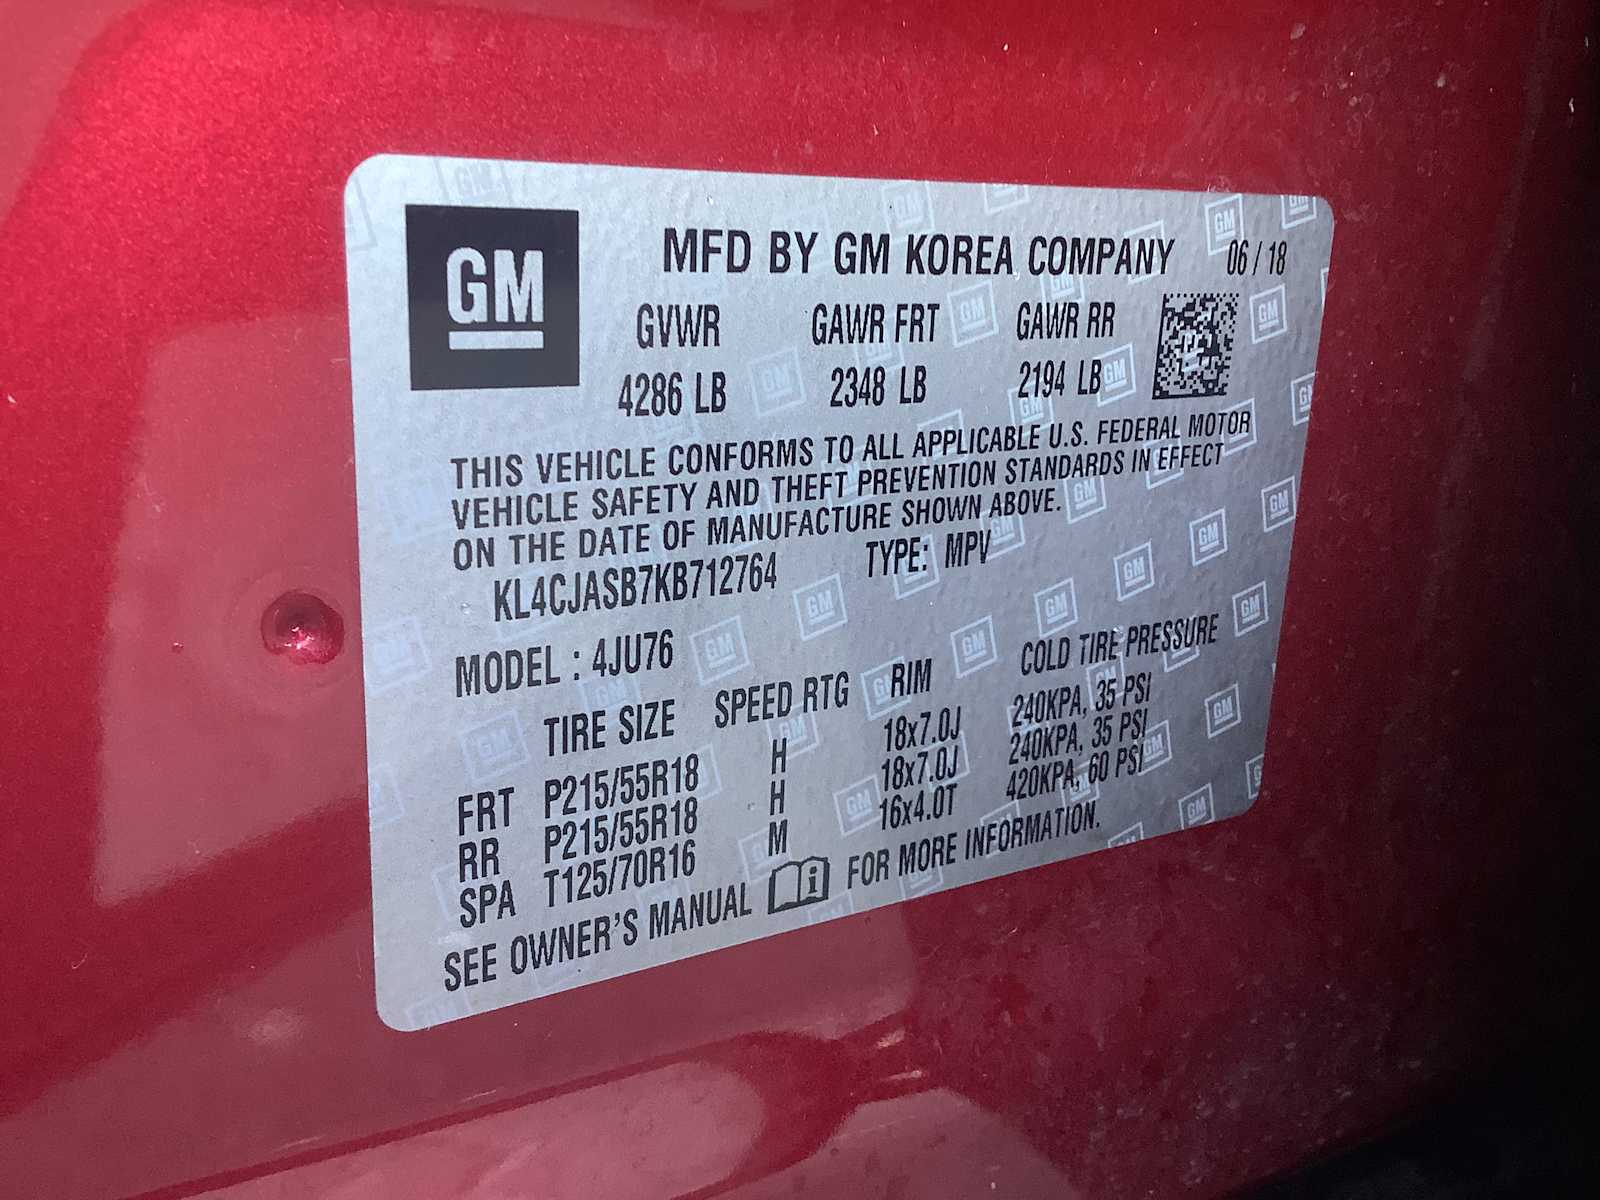 GM
MFD BY GM KOREA COMPANY 06 / 18
GVWR GAWR FRT GAWR RR
4286 LB 2348 LB 2194 LB
THIS VEHICLE CONFORMS TO ALL APPLICABLE U.S. FEDERAL MOTOR
VEHICLE SAFETY AND THEFT PREVENTION STANDARDS IN EFFECT
ON THE DATE OF MANUFACTURE SHOWN ABOVE.
KL4CJASB7KB712764 TYPE: MPV
MODEL : 4JU76
TIRE SIZE SPEED RTG RIM COLD TIRE PRESSURE
FRT P215/55R18 H 18x7.0J 240KPA, 35 PSI
RR P215/55R18 H 18x7.0J 240KPA, 35 PSI
SPA T125/70R16 M 16x4.0T 420KPA, 60 PSI
SEE OWNER'S MANUAL i FOR MORE INFORMATION.